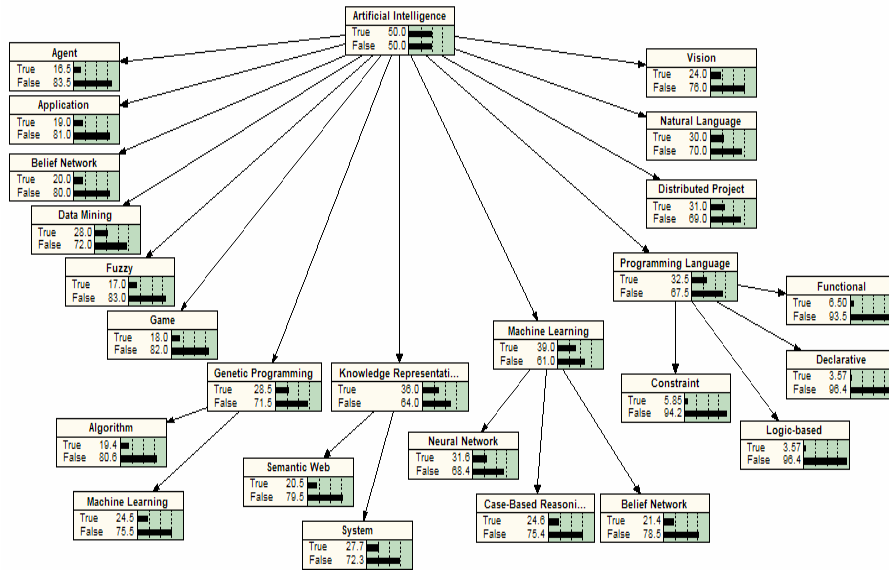 Artificial Intelligence
True 50.0
False 50.0
Agent
True 16.5
False 83.5
Application
True 19.0
False 81.0
Belief Network
True 20.0
False 80.0
Data Mining
True 28.0
False 72.0
Fuzzy
True 17.0
False 83.0
Game
True 18.0
False 82.0
Vision
True 24.0
False 76.0
Natural Language
True 30.0
False 70.0
Distributed Project
True 31.0
False 69.0
Programming Language
True 32.5
False 67.5
Functional
True 6.50
False 93.5
Declarative
True 3.57
False 96.4
Logic-based
True 3.57
False 96.4
Constraint
True 5.85
False 94.2
Machine Learning
True 39.0
False 61.0
Genetic Programming
True 28.5
False 71.5
Knowledge Representati...
True 36.0
False 64.0
Algorithm
True 19.4
False 80.6
Machine Learning
True 24.5
False 75.5
Semantic Web
True 20.5
False 79.5
System
True 27.7
False 72.3
Neural Network
True 31.6
False 68.4
Case-Based Reasoni...
True 24.6
False 75.4
Belief Network
True 21.4
False 78.5